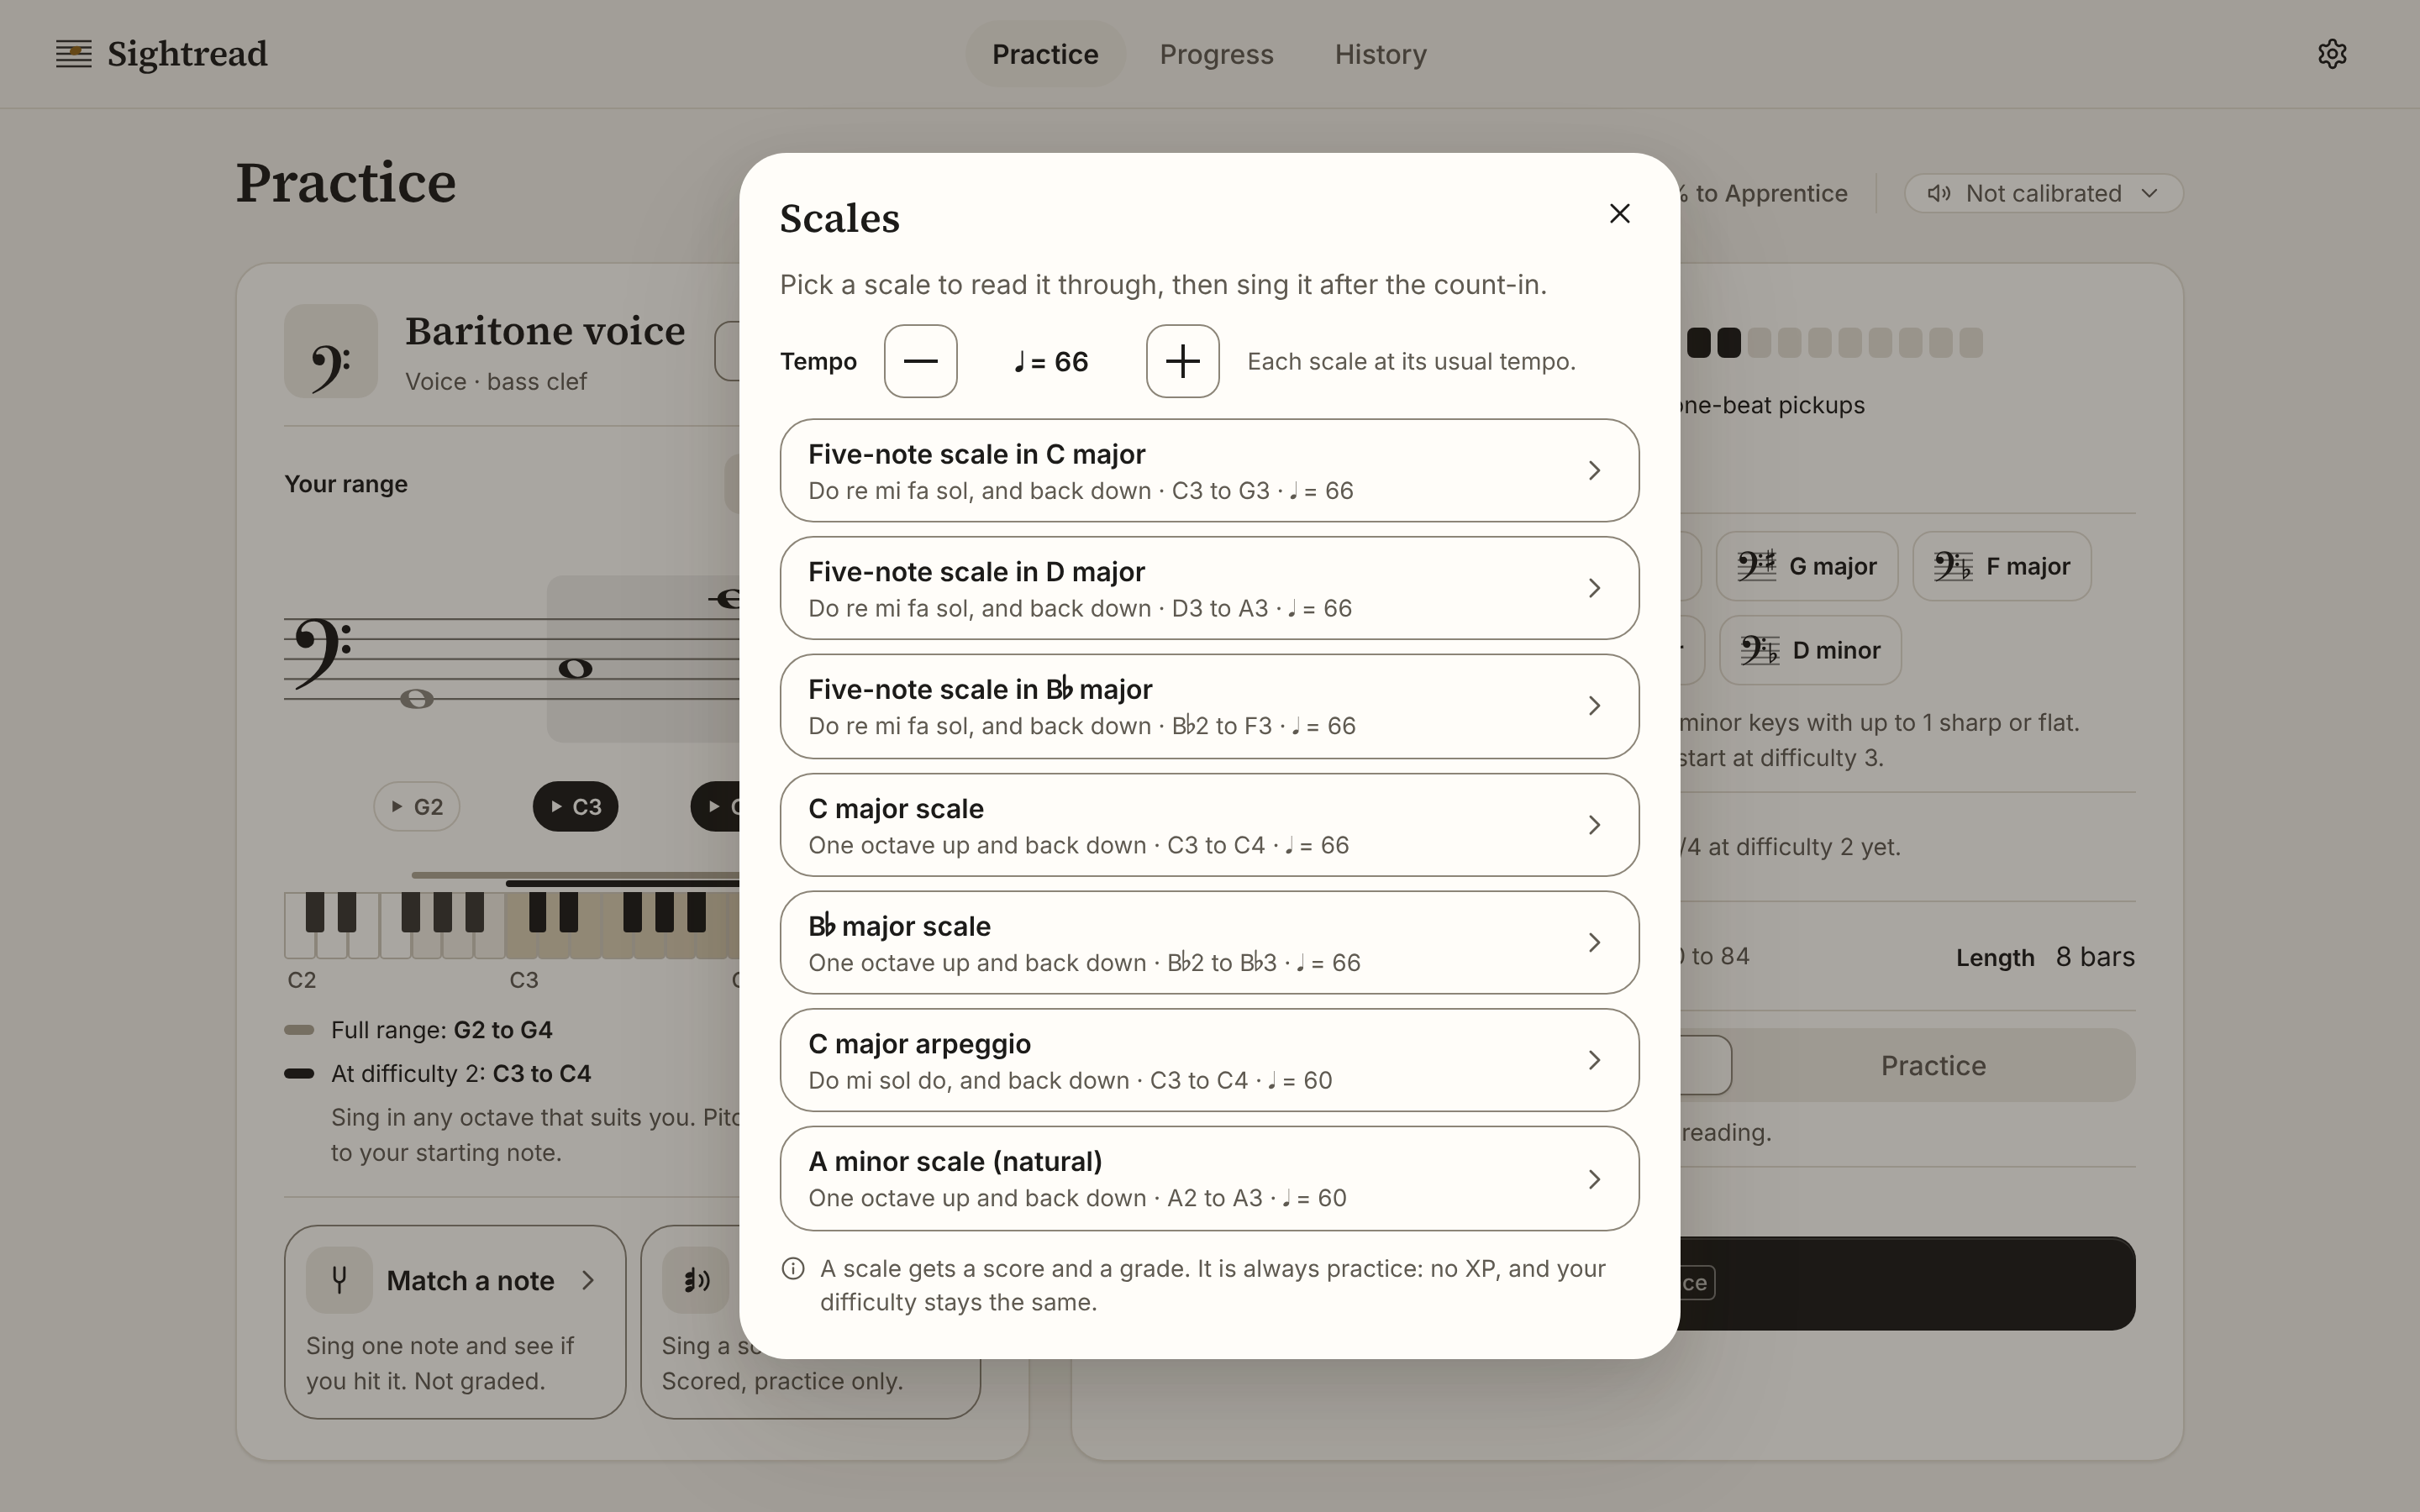 Sightread
Practice
Progress
History
Practice
to Apprentice
Not calibrated
Scales
Pick a scale to read it through, then sing it after the count-in.
Tempo
♩ = 66
Each scale at its usual tempo.
Five-note scale in C major
Do re mi fa sol, and back down · C3 to G3 · ♩ = 66
Five-note scale in D major
Do re mi fa sol, and back down · D3 to A3 · ♩ = 66
Five-note scale in B♭ major
Do re mi fa sol, and back down · B♭2 to F3 · ♩ = 66
C major scale
One octave up and back down · C3 to C4 · ♩ = 66
B♭ major scale
One octave up and back down · B♭2 to B♭3 · ♩ = 66
C major arpeggio
Do mi sol do, and back down · C3 to C4 · ♩ = 60
A minor scale (natural)
One octave up and back down · A2 to A3 · ♩ = 60
A scale gets a score and a grade. It is always practice: no XP, and your
difficulty stays the same.
Baritone voice
Voice · bass clef
Your range
G2
C3
C2
C3
Full range: G2 to G4
At difficulty 2: C3 to C4
Sing in any octave that suits you.
to your starting note.
Match a note
Sing one note and see if
you hit it. Not graded.
Sing a
Scored, practice only.
one-beat pickups
G major
F major
D minor
minor keys with up to 1 sharp or flat.
start at difficulty 3.
/4 at difficulty 2 yet.
to 84
Length 8 bars
Practice
reading.